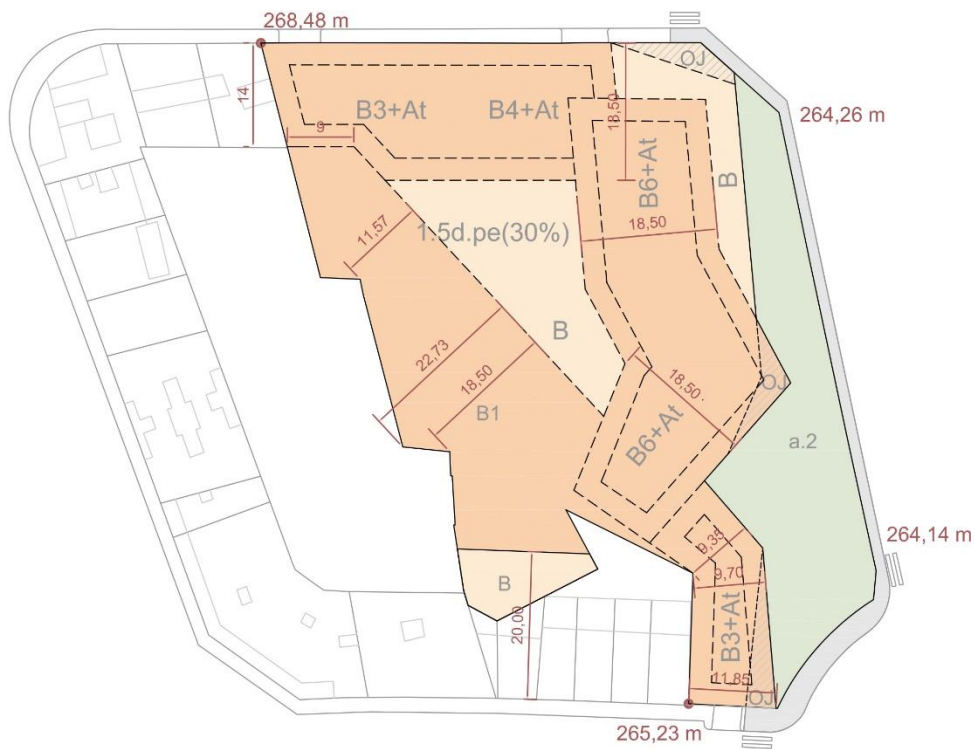 268,48 m
OJ
14
B3+At
B4+At
18,50
264,26 m
9
B6+At
B
11,57
1.5d.pe(30%)
18,50
B
22,73
18,50
18,50
OJ
B1
B6+At
a.2
9,35
264,14 m
9,70
B
20,00
B3+At
11,85
OJ
265,23 m